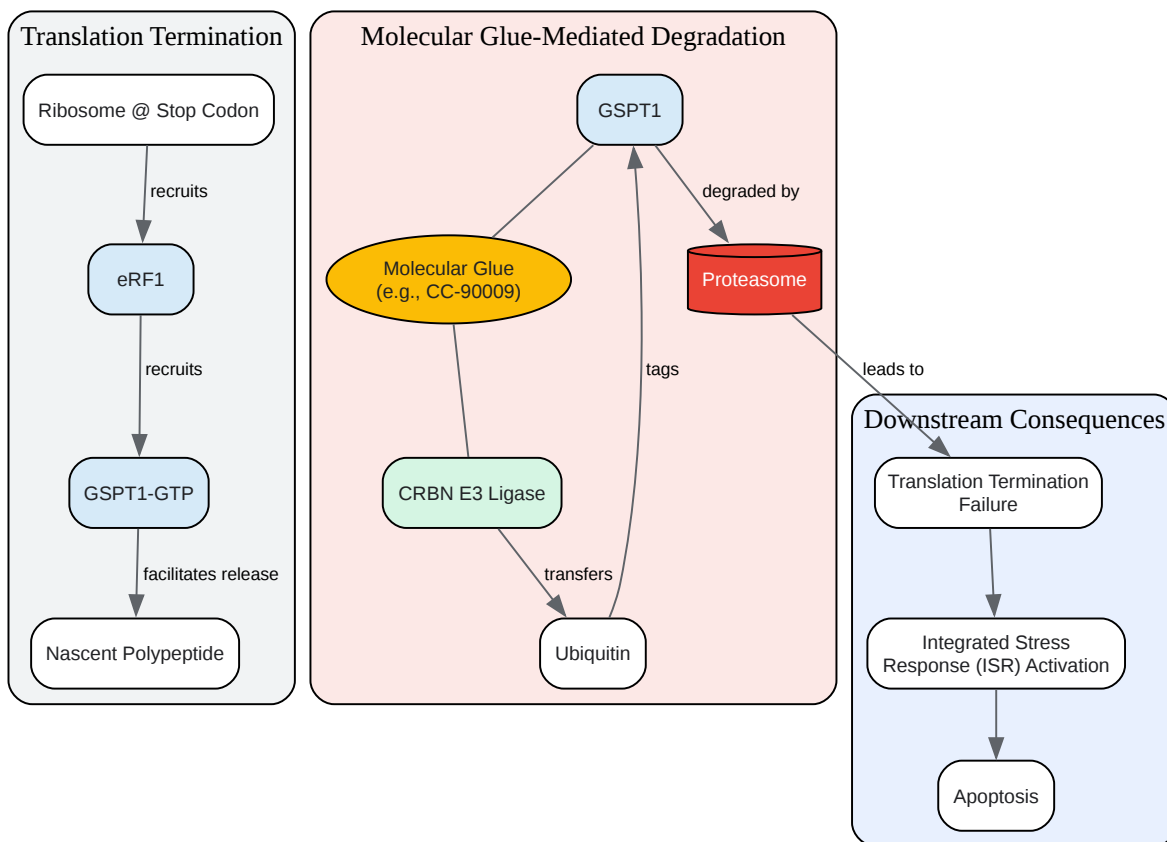 Translation Termination
Ribosome @ Stop Codon
recruits
eRF1
recruits
GSPT1-GTP
facilitates release
Nascent Polypeptide
Molecular Glue-Mediated Degradation
GSPT1
degraded by
Molecular Glue
(e.g., CC-90009)
Proteasome
tags
CRBN E3 Ligase
transfers
Ubiquitin
leads to
Downstream Consequences
Translation Termination
Failure
Integrated Stress
Response (ISR) Activation
Apoptosis